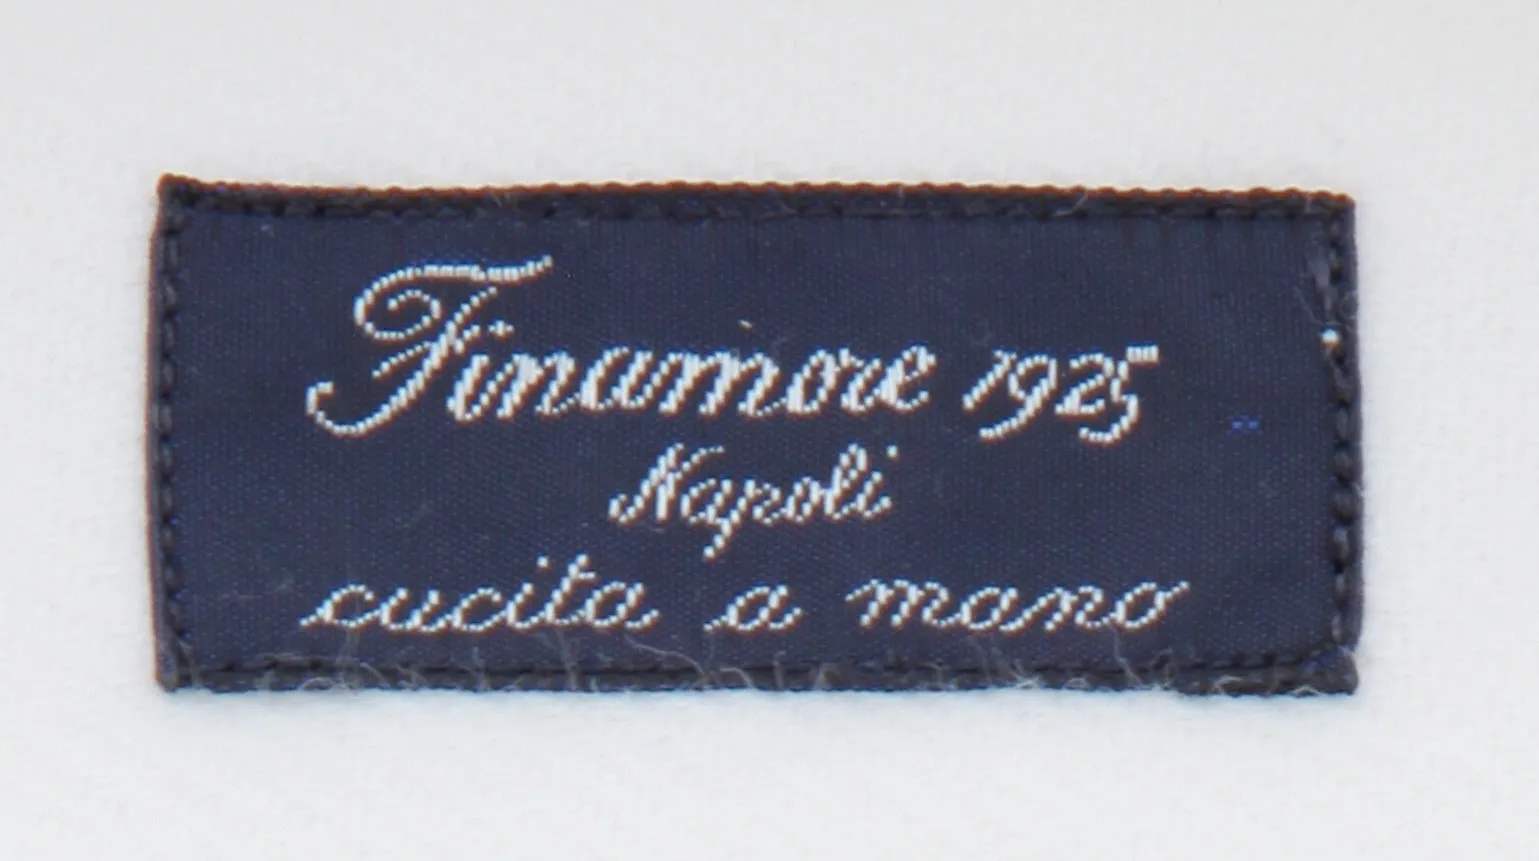 Finamore 1925
Napoli
cucita a mano